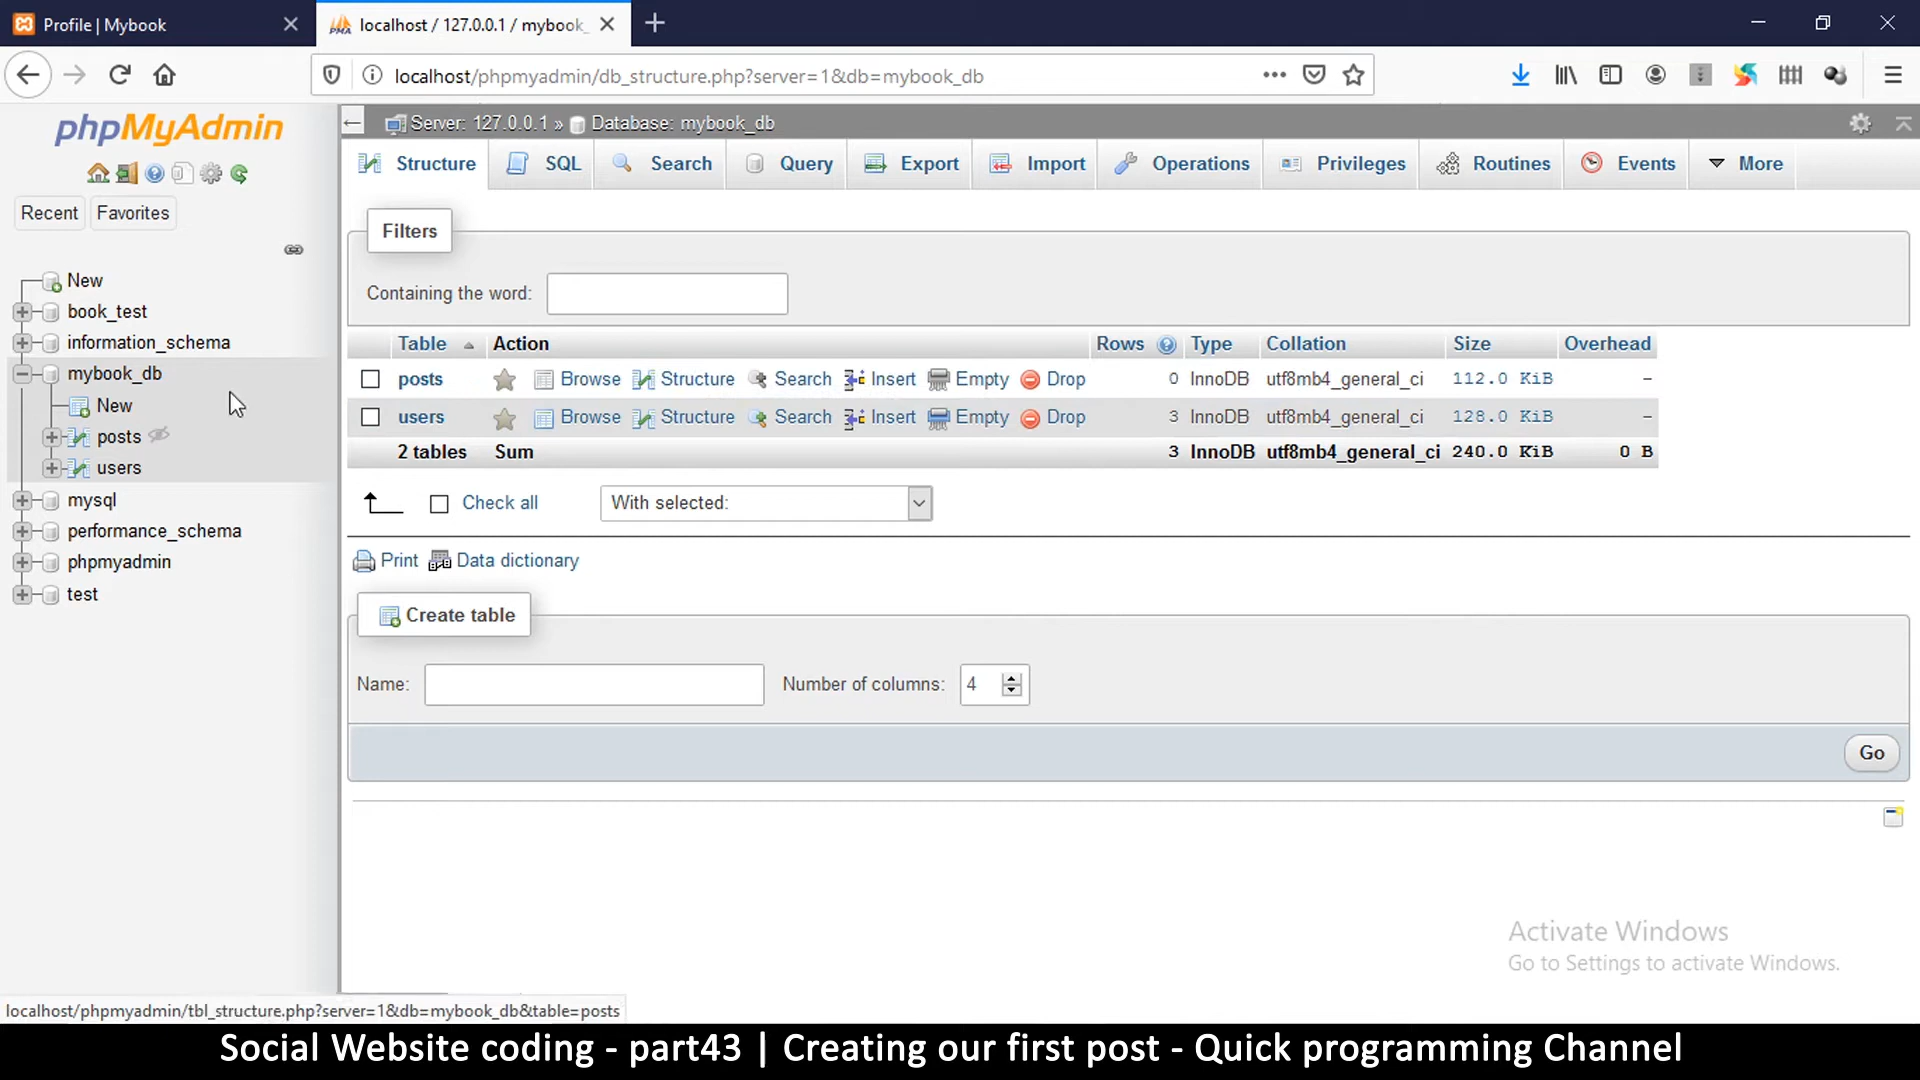 Profile | Mybook
localhost / 127.0.0.1 / mybook_
localhost/phpmyadmin/db_structure.php?server=1&db=mybook_db
phpMyAdmin
Server: 127.0.0.1 » Database: mybook_db
Structure SQL Search Query Export Import Operations Privileges Routines Events More
Recent Favorites
New
book_test
information_schema
mybook_db
New
posts
users
mysql
performance_schema
phpmyadmin
test
Filters
Containing the word:
Table Action Rows Type Collation Size Overhead
posts Browse Structure Search Insert Empty Drop 0 InnoDB utf8mb4_general_ci 112.0 KiB -
users Browse Structure Search Insert Empty Drop 3 InnoDB utf8mb4_general_ci 128.0 KiB -
2 tables Sum 3 InnoDB utf8mb4_general_ci 240.0 KiB 0 B
Check all With selected:
Print Data dictionary
Create table
Name: Number of columns: 4
Go
Activate Windows
Go to Settings to activate Windows.
localhost/phpmyadmin/tbl_structure.php?server=1&db=mybook_db&table=posts
Social Website coding - part43 | Creating our first post - Quick programming Channel